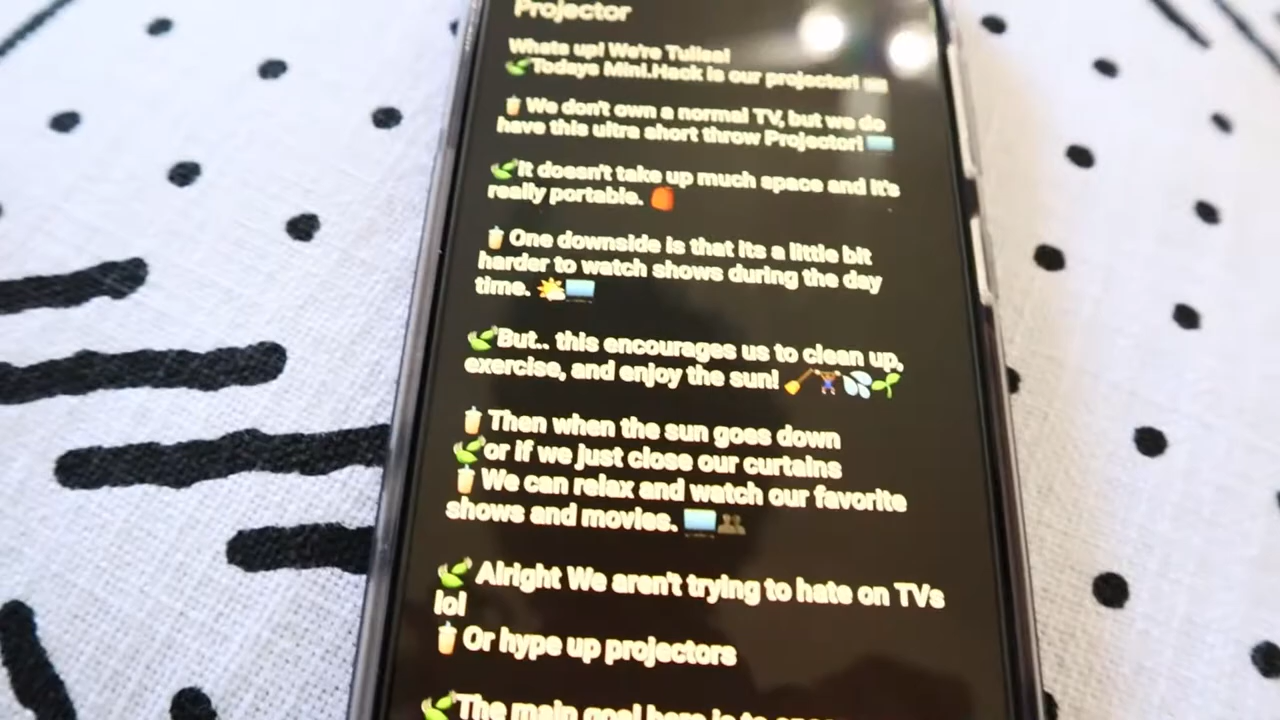 Projector
Whats up! We're Tulsea!
🌿Todays Mini.Hack is our projector! 📼
🧋We don't own a normal TV, but we do
have this ultra short throw Projector! 🖥️
🌿It doesn't take up much space and it's
really portable. 🎒
🧋One downside is that its a little bit
harder to watch shows during the day
time. 🌤️🖥️
🌿But.. this encourages us to clean up,
exercise, and enjoy the sun! 🧹🏋🏾💦🌱
🧋Then when the sun goes down
🌿or if we just close our curtains
🧋We can relax and watch our favorite
shows and movies. 🖥️👥
🌿Alright We aren't trying to hate on TVs
lol
🧋Or hype up projectors
🌿The main goal here is to